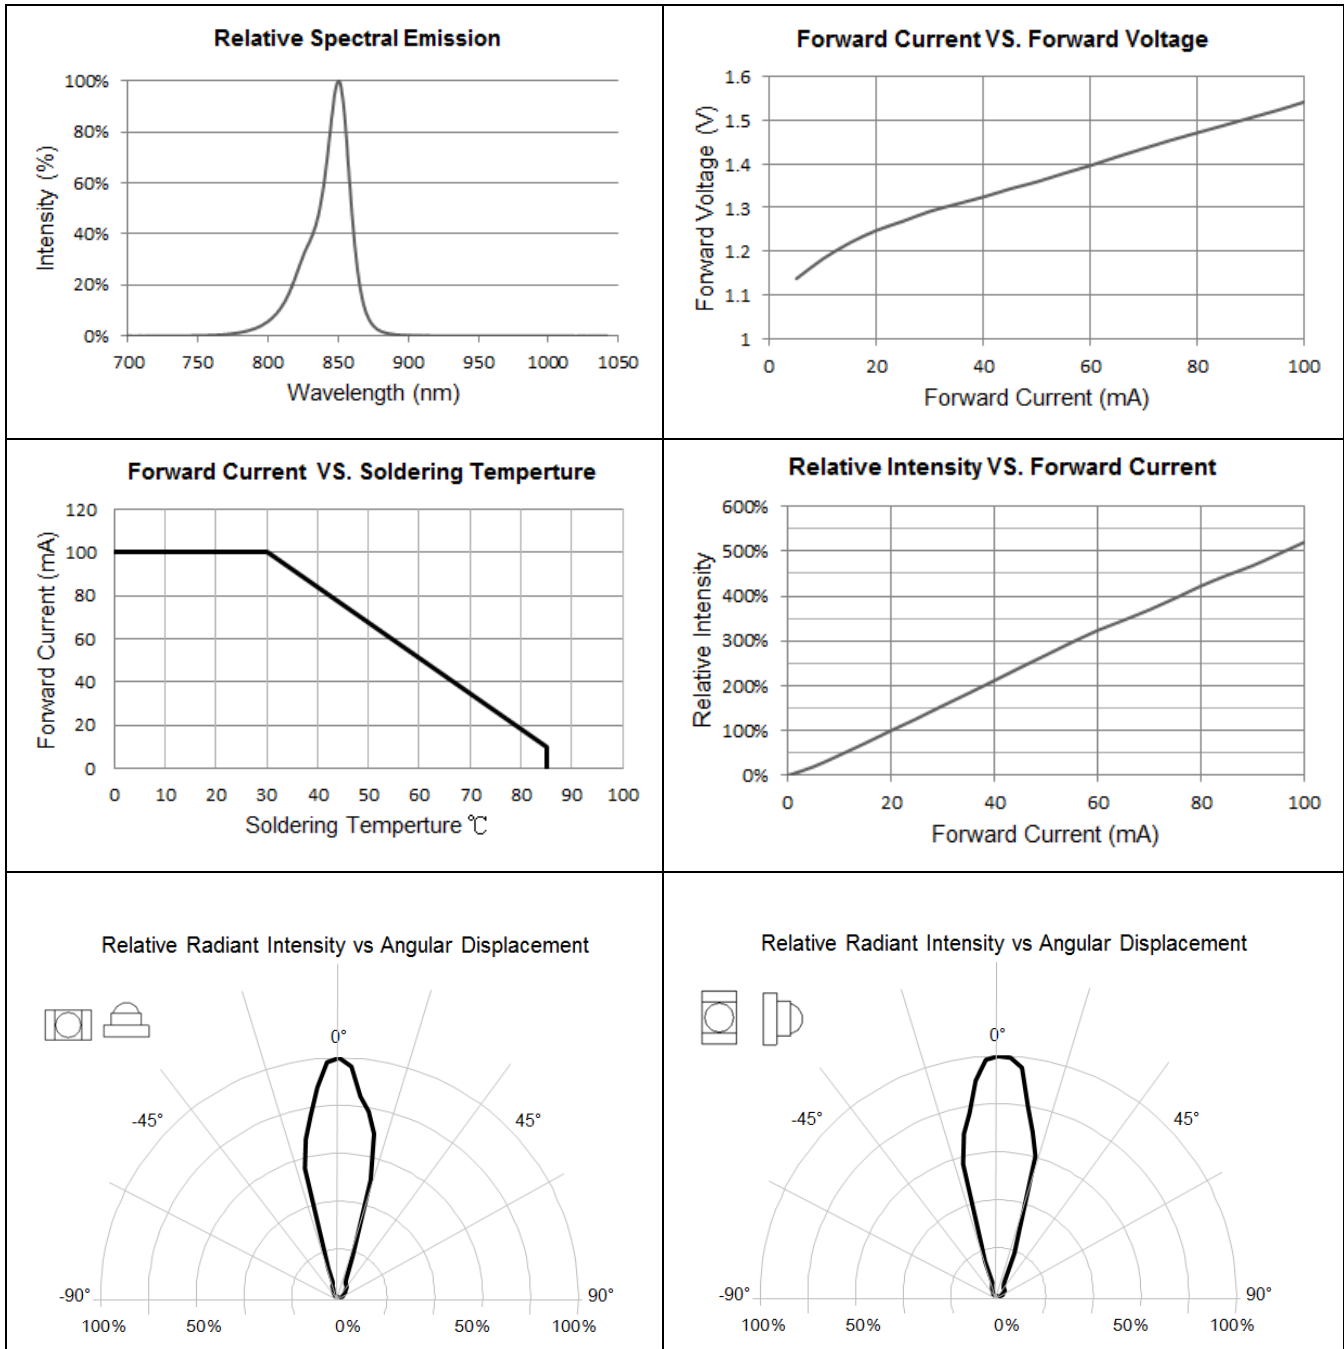 Relative Spectral Emission
100%
80%
60%
40%
20%
0%
Intensity (%)
700 750 800 850 900 950 1000 1050
Wavelength (nm)
Forward Current VS. Forward Voltage
1.6
1.5
1.4
1.3
1.2
1.1
1
Forward Voltage (V)
0 20 40 60 80 100
Forward Current (mA)
Forward Current VS. Soldering Temperture
120
100
80
60
40
20
0
Forward Current (mA)
0 10 20 30 40 50 60 70 80 90 100
Soldering Temperture ℃
Relative Intensity VS. Forward Current
600%
500%
400%
300%
200%
100%
0%
Relative Intensity
0 20 40 60 80 100
Forward Current (mA)
Relative Radiant Intensity vs Angular Displacement
0°
-45° 45°
-90° 90°
100% 50% 0% 50% 100%
Relative Radiant Intensity vs Angular Displacement
0°
-45° 45°
-90° 90°
100% 50% 0% 50% 100%